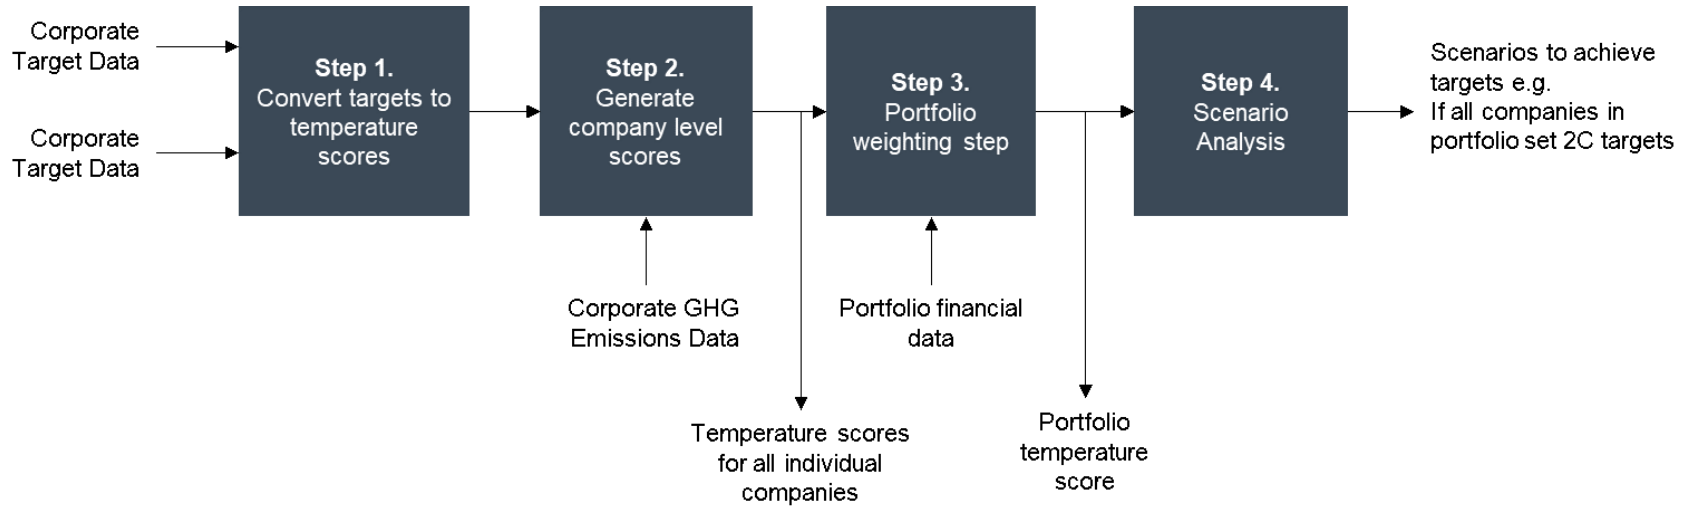 Corporate
Target Data
Corporate
Target Data
Step 1.
Convert targets to
temperature
scores
Step 2.
Generate
company level
scores
Step 3.
Portfolio
weighting step
Step 4.
Scenario
Analysis
Scenarios to achieve
targets e.g.
If all companies in
portfolio set 2C targets
Corporate GHG
Emissions Data
Portfolio financial
data
Temperature scores
for all individual
companies
Portfolio
temperature
score